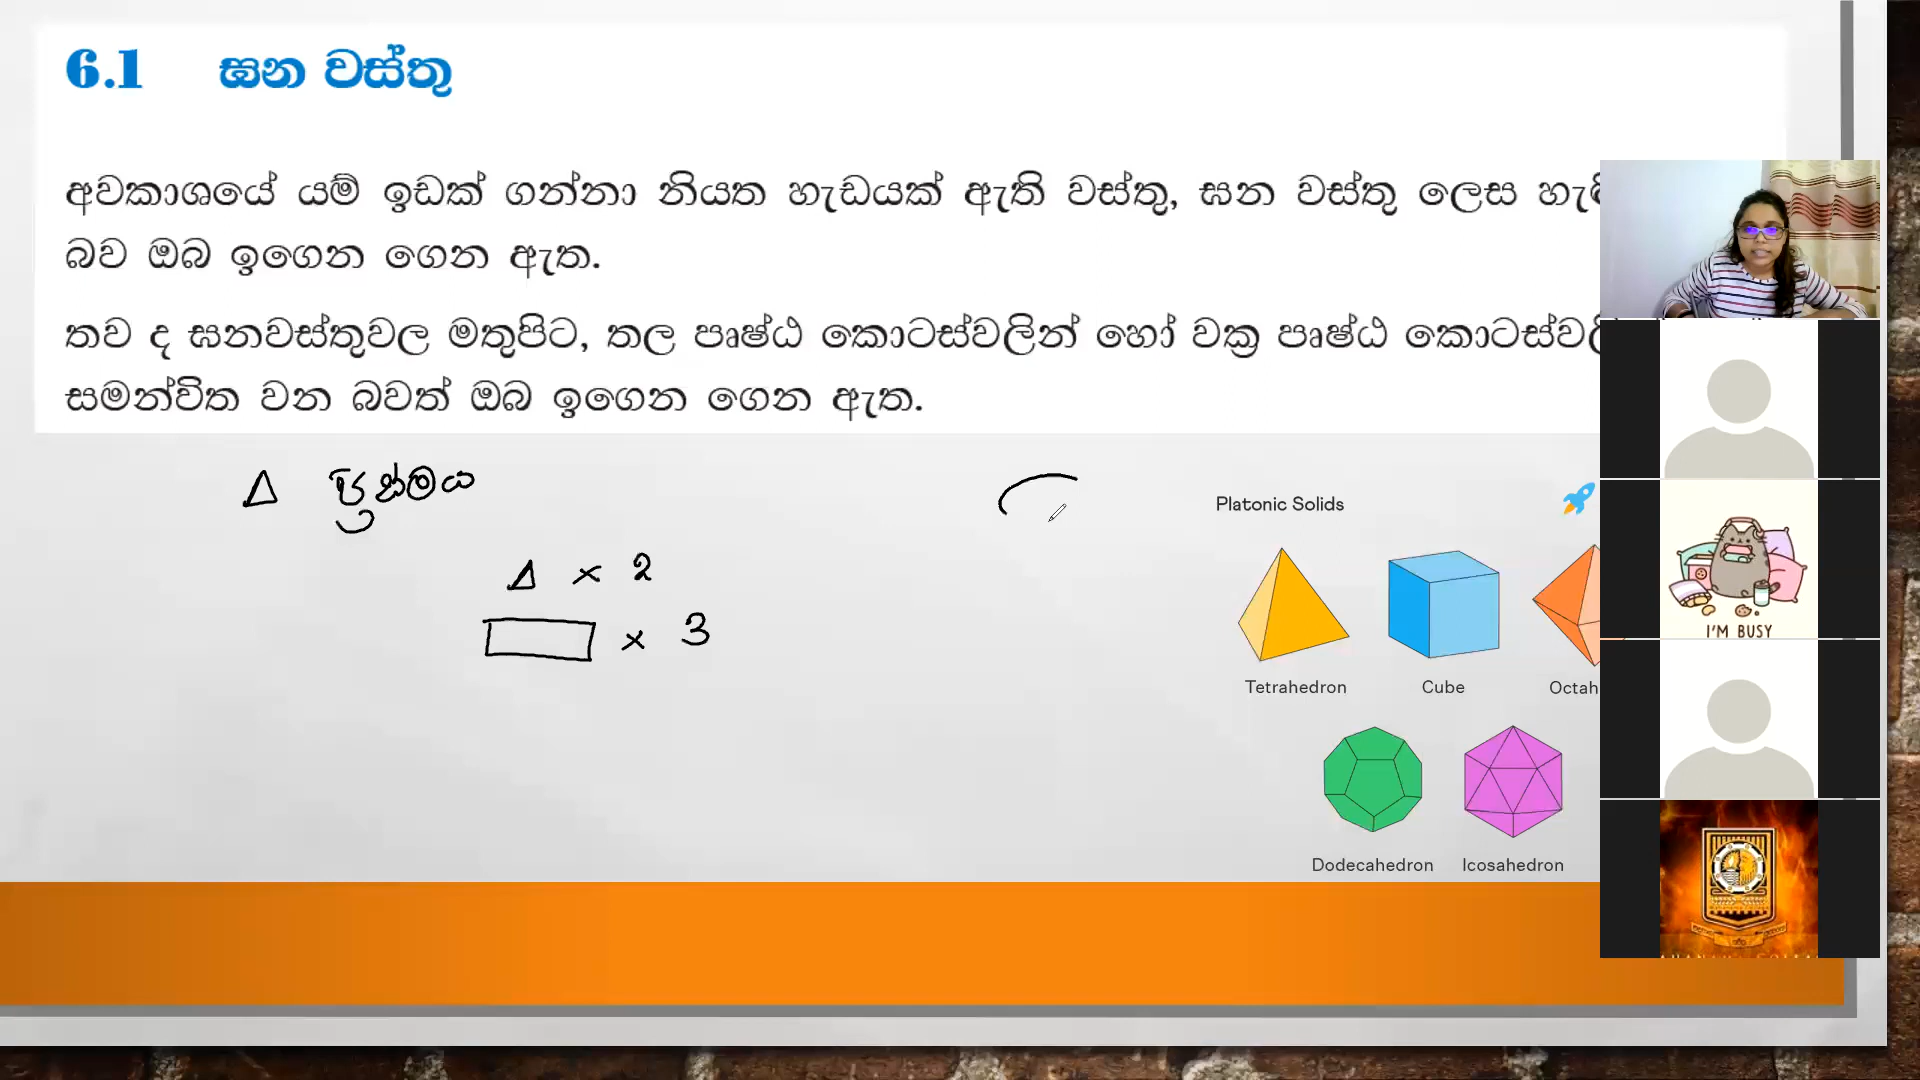 6.1 ඝන වස්තු
අවකාශයේ යම් ඉඩක් ගන්නා නියත හැඩයක් ඇති වස්තු, ඝන වස්තු ලෙස
බව ඔබ ඉගෙන ගෙන ඇත.
තව ද ඝනවස්තුවල මතුපිට, තල පෘෂ්ඨ කොටස්වලින් හෝ වක්‍ර පෘෂ්ඨ
සමන්විත වන බවත් ඔබ ඉගෙන ගෙන ඇත.
Δ ප්‍රිස්මය
Δ × 2
▭ × 3
Platonic Solids
Tetrahedron Cube
Dodecahedron Icosahedron
I'M BUSY